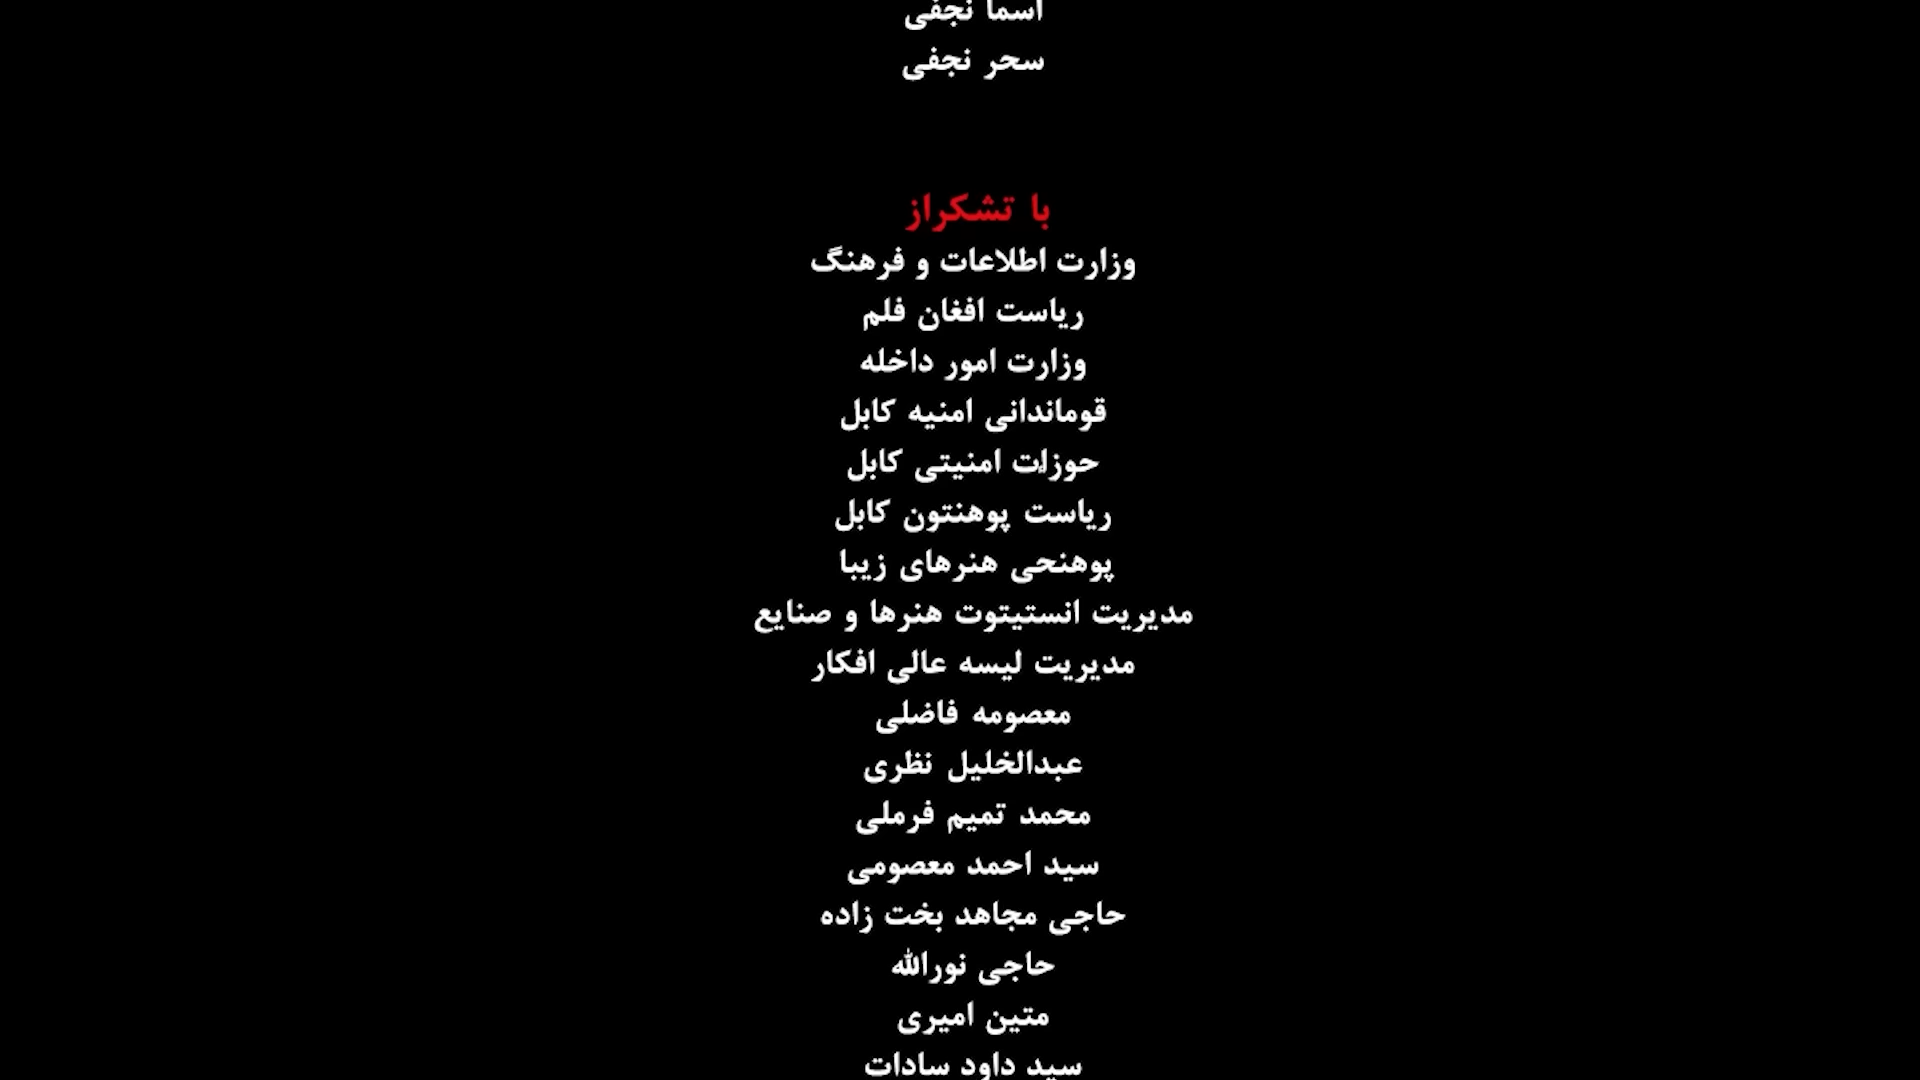 اسما نجفی
سحر نجفی
با تشکراز
وزارت اطلاعات و فرهنگ
ریاست افغان فلم
وزارت امور داخله
قوماندانی امنیه کابل
حوزات امنیتی کابل
ریاست پوهنتون کابل
پوهنحی هنرهای زیبا
مدیریت انستیتوت هنرها و صنایع
مدیریت لیسه عالی افکار
معصومه فاضلی
عبدالخلیل نظری
محمد تمیم فرملی
سید احمد معصومی
حاجی مجاهد بخت زاده
حاجی نورالله
متین امیری
سید داود سادات